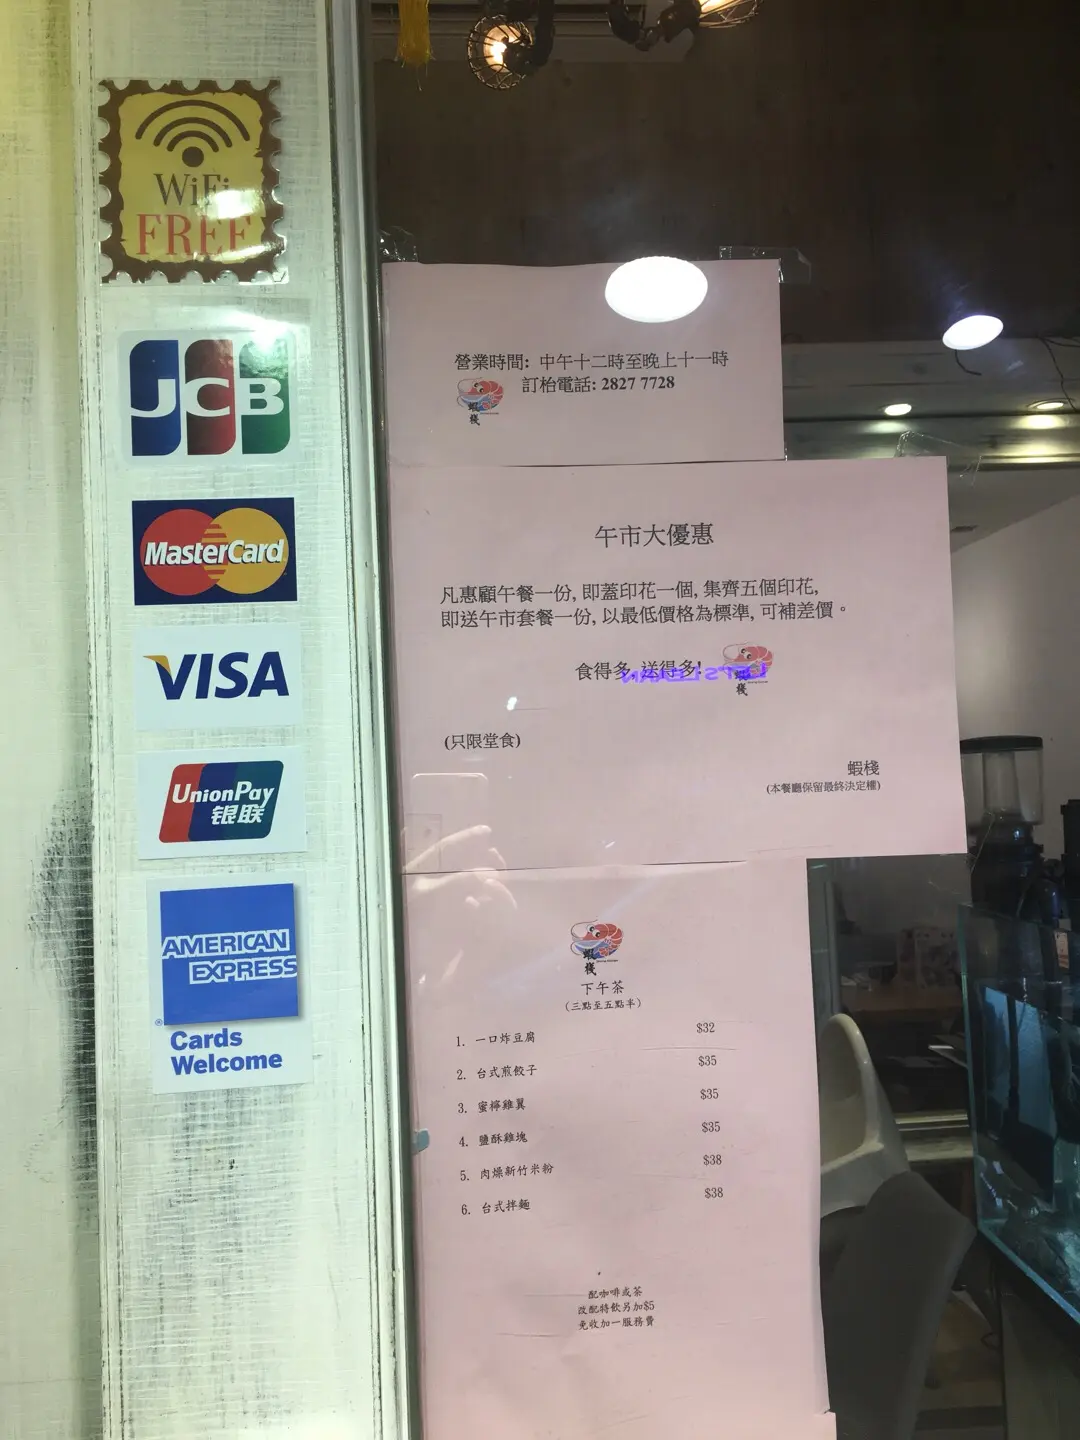 WiFi
FREE
JCB
MasterCard
VISA
UnionPay
银联
AMERICAN
EXPRESS
®
Cards
Welcome
營業時間: 中午十二時至晚上十一時
訂枱電話: 2827 7728
蝦
棧
午市大優惠
凡惠顧午餐一份, 即蓋印花一個, 集齊五個印花,
即送午市套餐一份, 以最低價格為標準, 可補差價。
食得多, 送得多!
LET'S LEARN
蝦
棧
(只限堂食)
蝦棧
(本餐廳保留最終決定權)
蝦
棧
下午茶
(三點至五點半)
1. 一口炸豆腐 $32
2. 台式煎餃子 $35
3. 蜜檸雞翼 $35
4. 鹽酥雞塊 $35
5. 肉燥新竹米粉 $38
6. 台式拌麵 $38
配咖啡或茶
改配特飲另加$5
免收加一服務費